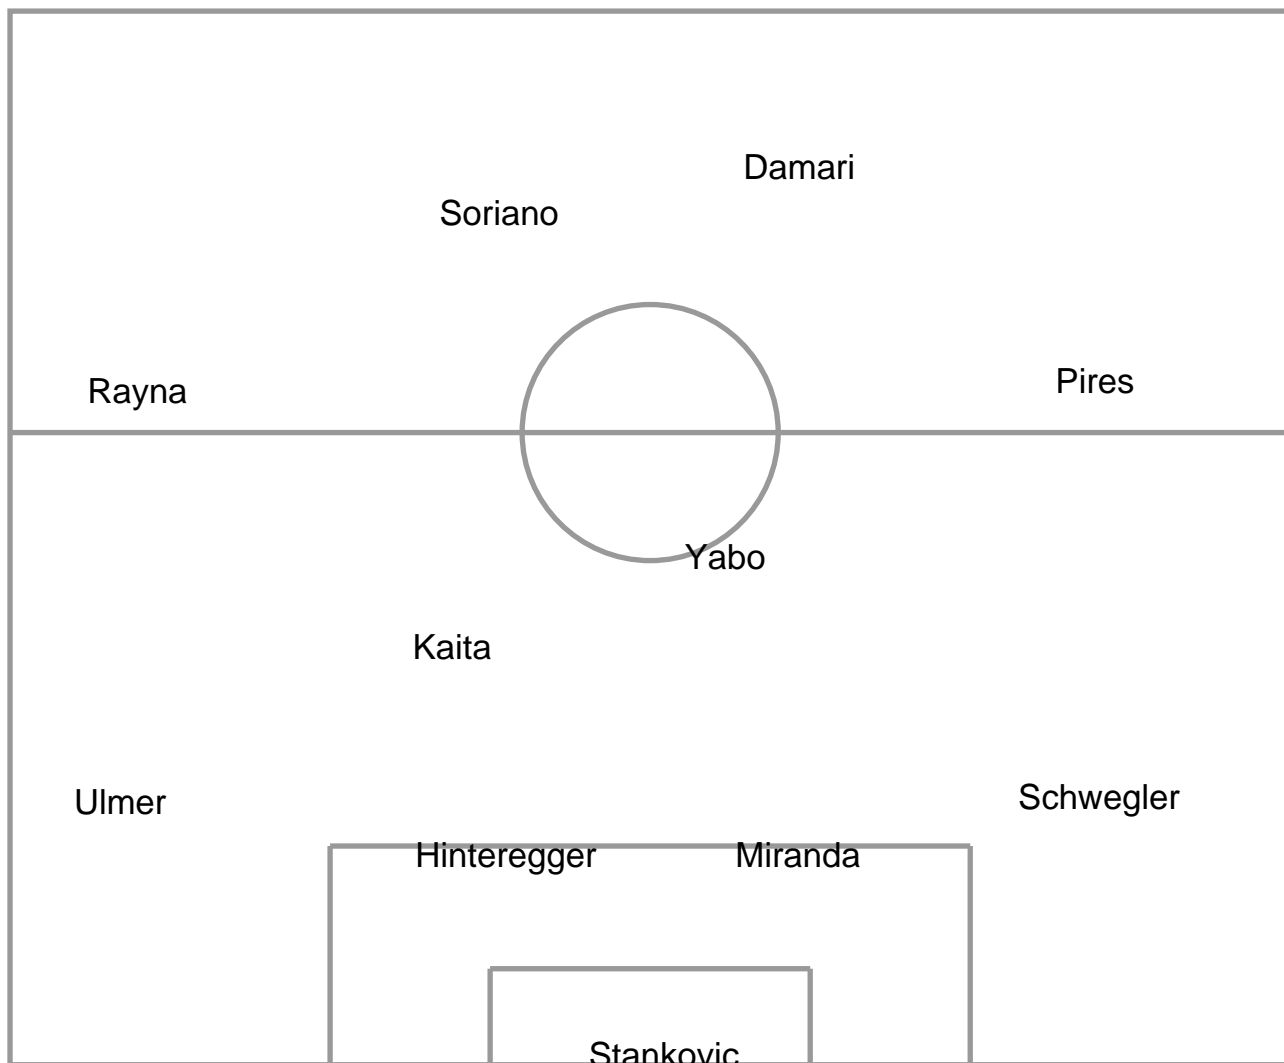 Damari
Soriano
Pires
Rayna
Yabo
Kaita
Schwegler
Ulmer
Hinteregger Miranda
Stankovic